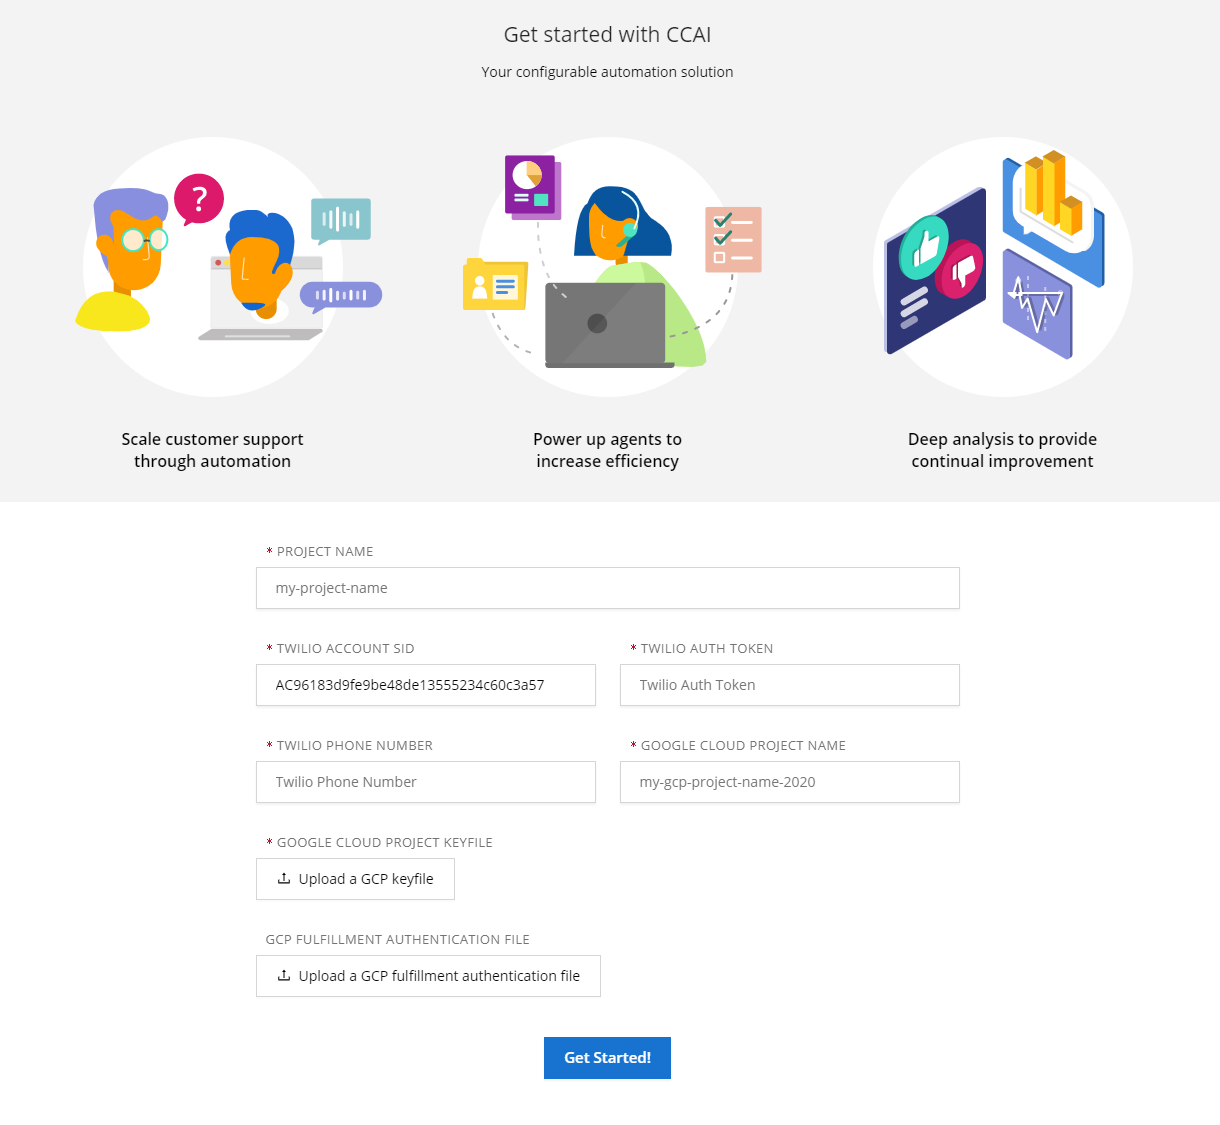 Get started with CCAI
Your configurable automation solution
?
Scale customer support
through automation
Power up agents to
increase efficiency
Deep analysis to provide
continual improvement
* PROJECT NAME
my-project-name
* TWILIO ACCOUNT SID
* TWILIO AUTH TOKEN
AC96183d9fe9be48de13555234c60c3a57
Twilio Auth Token
* TWILIO PHONE NUMBER
* GOOGLE CLOUD PROJECT NAME
Twilio Phone Number
my-gcp-project-name-2020
* GOOGLE CLOUD PROJECT KEYFILE
Upload a GCP keyfile
GCP FULFILLMENT AUTHENTICATION FILE
Upload a GCP fulfillment authentication file
Get Started!